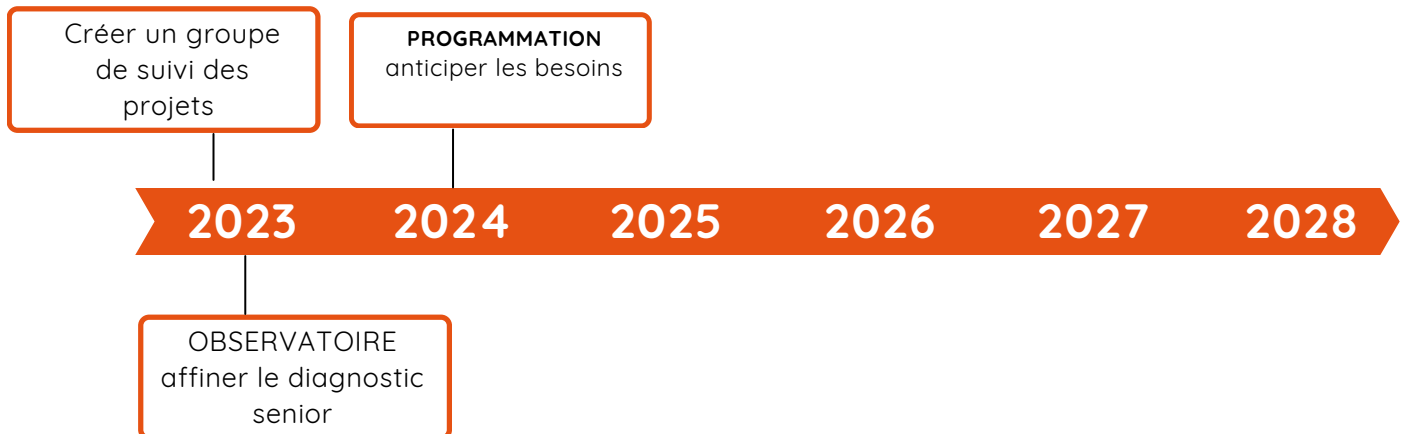 Créer un groupe
de suivi des
projets
PROGRAMMATION
anticiper les besoins
2023 2024 2025 2026 2027 2028
OBSERVATOIRE
affiner le diagnostic
senior